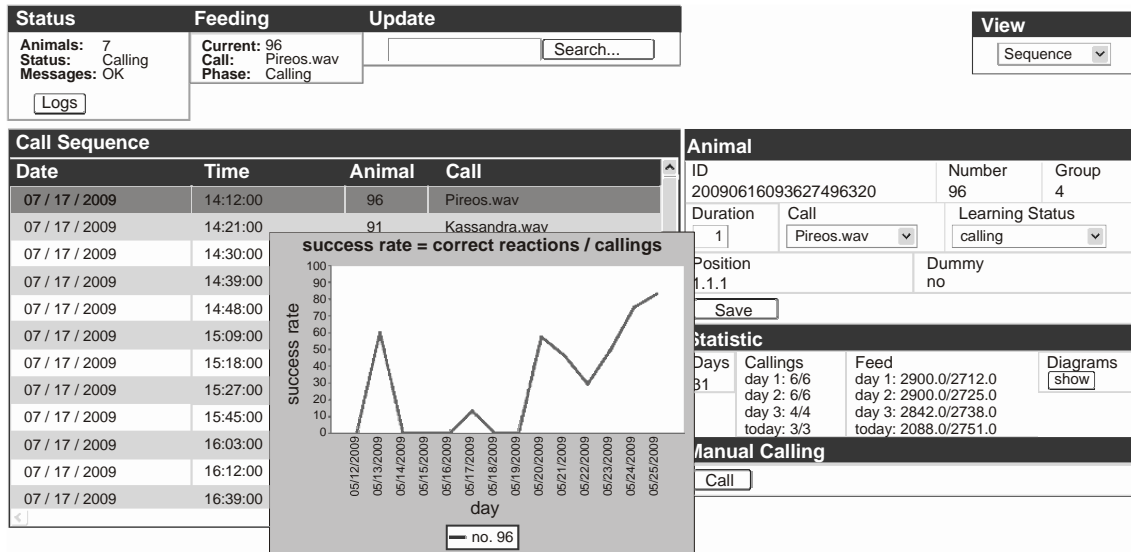 Status
Feeding
Update
View
Animals: 7
Status: Calling
Messages: OK
Logs
Current: 96
Call: Pireos.wav
Phase: Calling
Search...
Sequence
Call Sequence
Date Time Animal Call
07 / 17 / 2009 14:12:00 96 Pireos.wav
07 / 17 / 2009 14:21:00 91 Kassandra.wav
07 / 17 / 2009 14:30:00
07 / 17 / 2009 14:39:00
07 / 17 / 2009 14:48:00
07 / 17 / 2009 15:09:00
07 / 17 / 2009 15:18:00
07 / 17 / 2009 15:27:00
07 / 17 / 2009 15:45:00
07 / 17 / 2009 16:03:00
07 / 17 / 2009 16:12:00
07 / 17 / 2009 16:39:00
success rate = correct reactions / callings
success rate
100
90
80
70
60
50
40
30
20
10
0
05/12/2009
05/13/2009
05/14/2009
05/15/2009
05/16/2009
05/17/2009
05/18/2009
05/19/2009
05/20/2009
05/21/2009
05/22/2009
05/23/2009
05/24/2009
05/25/2009
day
no. 96
Animal
ID Number Group
20090616093627496320 96 4
Duration Call Learning Status
1 Pireos.wav calling
Position Dummy
1.1.1 no
Save
Statistic
Days Callings Feed Diagrams
31 day 1: 6/6 day 1: 2900.0/2712.0 show
day 2: 6/6 day 2: 2900.0/2725.0
day 3: 4/4 day 3: 2842.0/2738.0
today: 3/3 today: 2088.0/2751.0
Manual Calling
Call